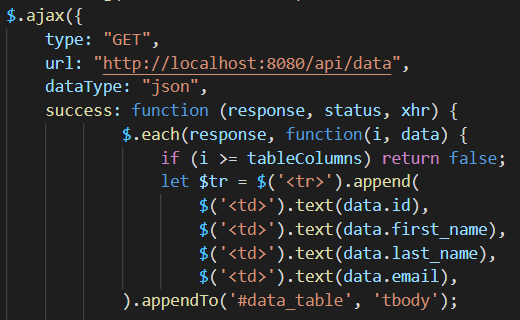 $.ajax({
    type: "GET",
    url: "http://localhost:8080/api/data",
    dataType: "json",
    success: function (response, status, xhr) {
            $.each(response, function(i, data) {
                if (i >= tableColumns) return false;
                let $tr = $('<tr>').append(
                    $('<td>').text(data.id),
                    $('<td>').text(data.first_name),
                    $('<td>').text(data.last_name),
                    $('<td>').text(data.email),
            ).appendTo('#data_table', 'tbody');